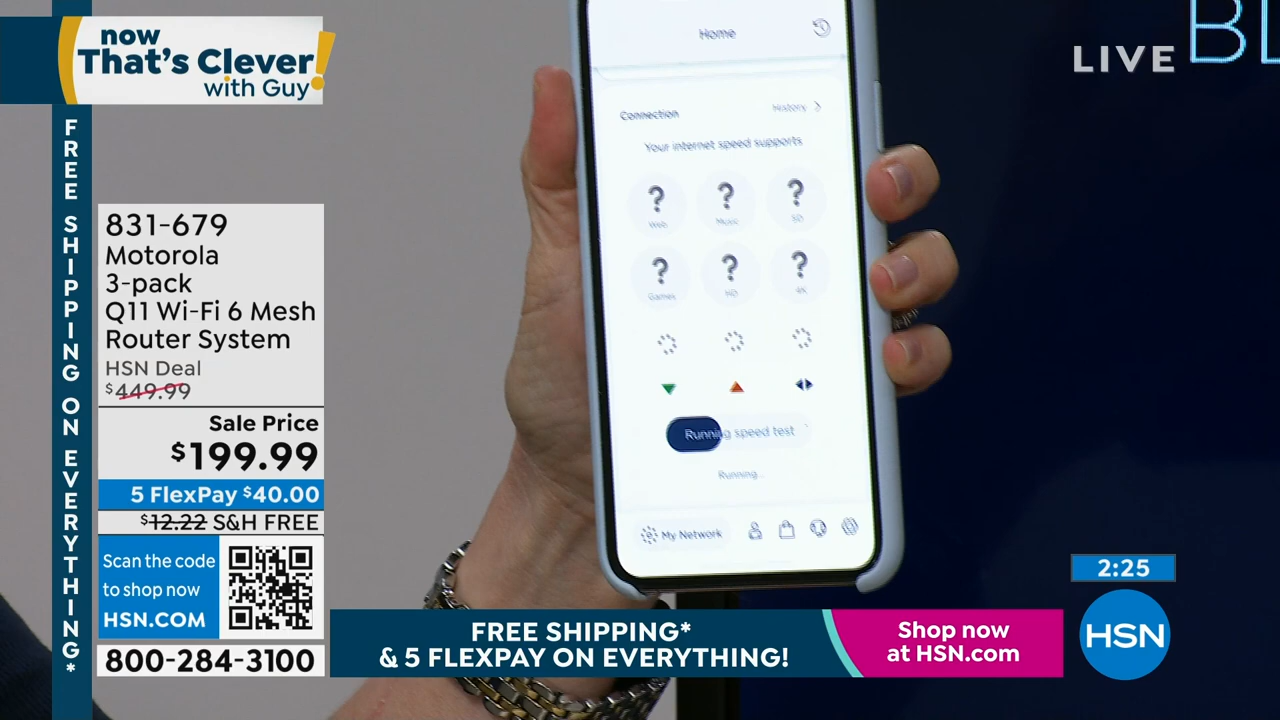 now
That's Clever!
with Guy
FREE SHIPPING ON EVERYTHING!*
831-679
Motorola
3-pack
Q11 Wi-Fi 6 Mesh
Router System
HSN Deal
$449.99
Sale Price
$199.99
5 FlexPay $40.00
$12.22 S&H FREE
Scan the code
to shop now
HSN.COM
800-284-3100
Home
Connection
History
Your internet speed supports
? ? ?
Web Music SD
? ? ?
Games HD 4K
Running speed test
Running...
My Network
LIVE
2:25
HSN
FREE SHIPPING*
& 5 FLEXPAY ON EVERYTHING!
Shop now
at HSN.com